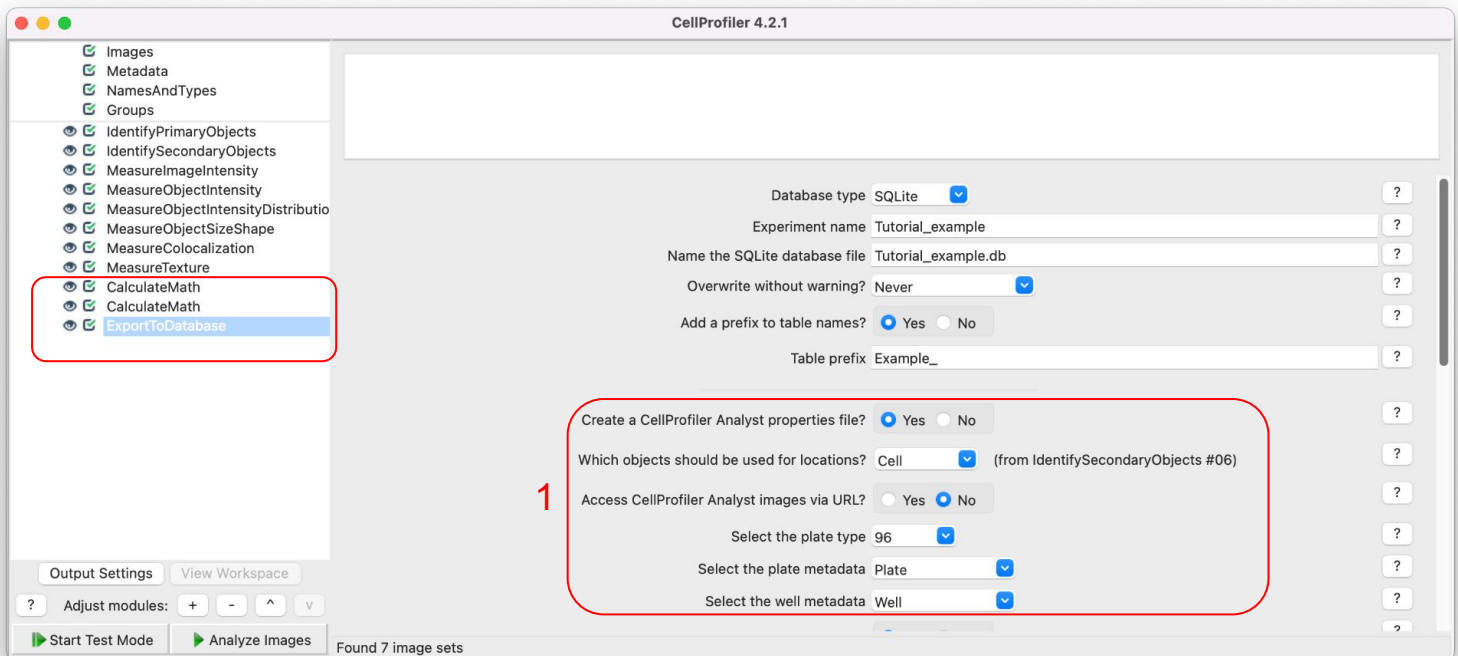 CellProfiler 4.2.1
Images
Metadata
NamesAndTypes
Groups
IdentifyPrimaryObjects
IdentifySecondaryObjects
MeasureImageIntensity
MeasureObjectIntensity
MeasureObjectIntensityDistributio
MeasureObjectSizeShape
MeasureColocalization
MeasureTexture
CalculateMath
CalculateMath
ExportToDatabase
Output Settings View Workspace
? Adjust modules: + - ^ v
Start Test Mode Analyze Images
Database type SQLite ?
Experiment name Tutorial_example ?
Name the SQLite database file Tutorial_example.db ?
Overwrite without warning? Never ?
Add a prefix to table names? Yes No ?
Table prefix Example_ ?
Create a CellProfiler Analyst properties file? Yes No ?
Which objects should be used for locations? Cell (from IdentifySecondaryObjects #06) ?
1 Access CellProfiler Analyst images via URL? Yes No ?
Select the plate type 96 ?
Select the plate metadata Plate ?
Select the well metadata Well ?
?
Found 7 image sets